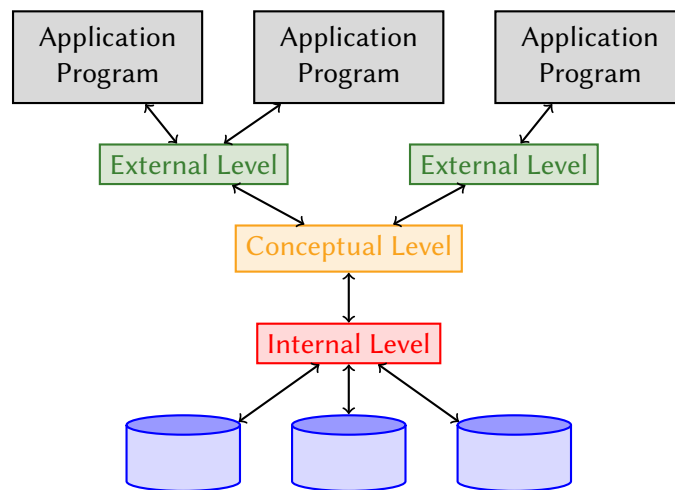 Application
Program
Application
Program
Application
Program
External Level
External Level
Conceptual Level
Internal Level